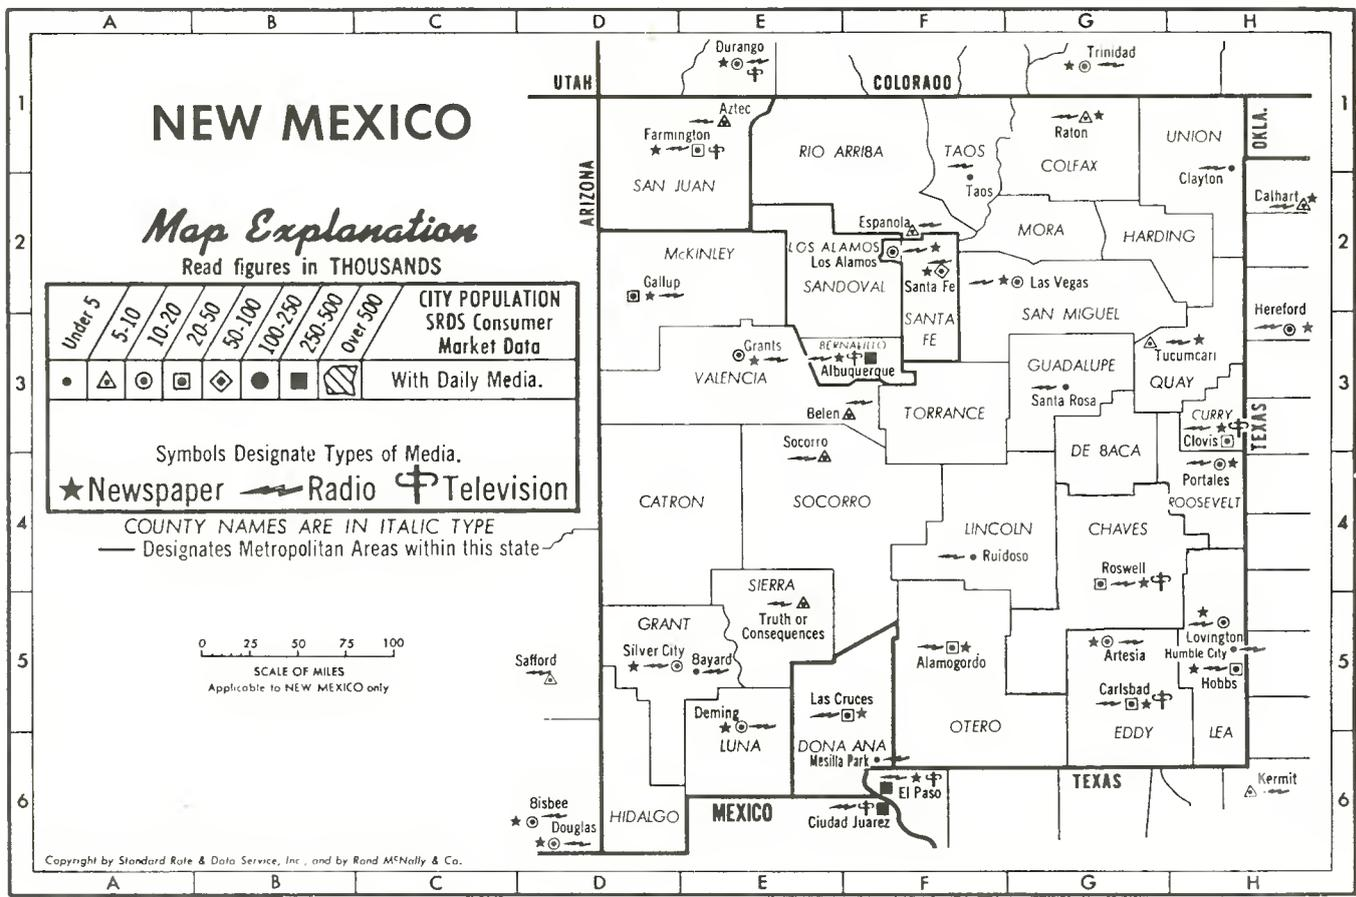 A B C D E F G H
NEW MEXICO
Map Explanation
Read figures in THOUSANDS
Under 5
5-10
10-20
20-50
50-100
100-250
250-500
Over 500
CITY POPULATION
SRDS Consumer
Market Data
With Daily Media.
Symbols Designate Types of Media.
Newspaper Radio Television
COUNTY NAMES ARE IN ITALIC TYPE
Designates Metropolitan Areas within this state
0 25 50 75 100
SCALE OF MILES
Applicable to NEW MEXICO only
1
2
3
4
5
6
Durango
Trinidad
UTAH
COLORADO
OKLA.
ARIZONA
Aztec
Farmington
SAN JUAN
RIO ARRIBA
TAOS
Taos
Raton
COLFAX
UNION
Clayton
Dalhart
Espanola
MORA
HARDING
McKINLEY
LOS ALAMOS
Los Alamos
SANDOVAL
Santa Fe
SANTA
FE
Las Vegas
SAN MIGUEL
Gallup
Hereford
Grants
VALENCIA
BERNALILLO
Albuquerque
GUADALUPE
Santa Rosa
Tucumcari
QUAY
TEXAS
Belen
TORRANCE
CURRY
Clovis
Socorro
DE BACA
Portales
ROOSEVELT
CATRON
SOCORRO
LINCOLN
Ruidoso
CHAVES
Roswell
SIERRA
Truth or
Consequences
GRANT
Silver City
Bayard
Safford
Alamogordo
Artesia
Lovington
Humble City
Hobbs
Las Cruces
Carlsbad
Deming
LUNA
DONA ANA
Mesilla Park
OTERO
EDDY
LEA
TEXAS
Kermit
El Paso
MEXICO
Ciudad Juarez
HIDALGO
Bisbee
Douglas
1
2
3
4
5
6
Copyright by Standard Rate & Data Service, Inc., and by Rand McNally & Co.
A B C D E F G H